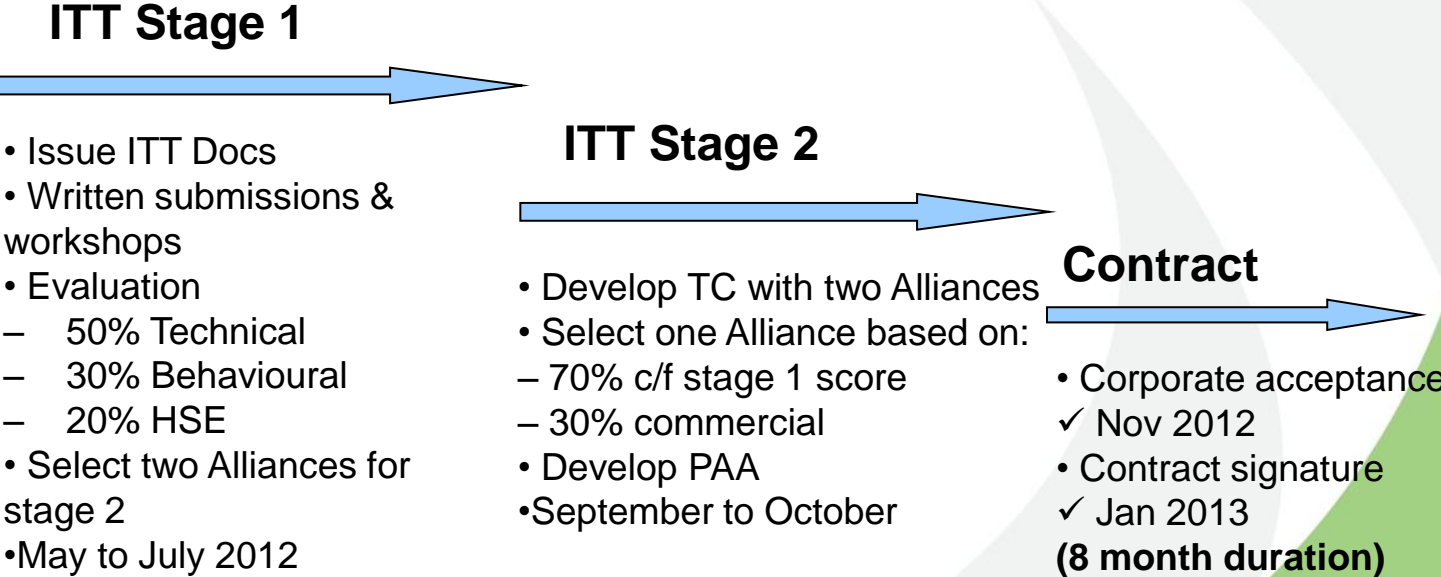 ITT Stage 1
• Issue ITT Docs
• Written submissions &
workshops
• Evaluation
– 50% Technical
– 30% Behavioural
– 20% HSE
• Select two Alliances for
stage 2
•May to July 2012
ITT Stage 2
• Develop TC with two Alliances
• Select one Alliance based on:
– 70% c/f stage 1 score
– 30% commercial
• Develop PAA
•September to October
Contract
• Corporate acceptance
✓ Nov 2012
• Contract signature
✓ Jan 2013
(8 month duration)